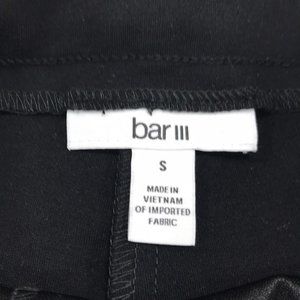 bar III
S
MADE IN
VIETNAM
OF IMPORTED
FABRIC